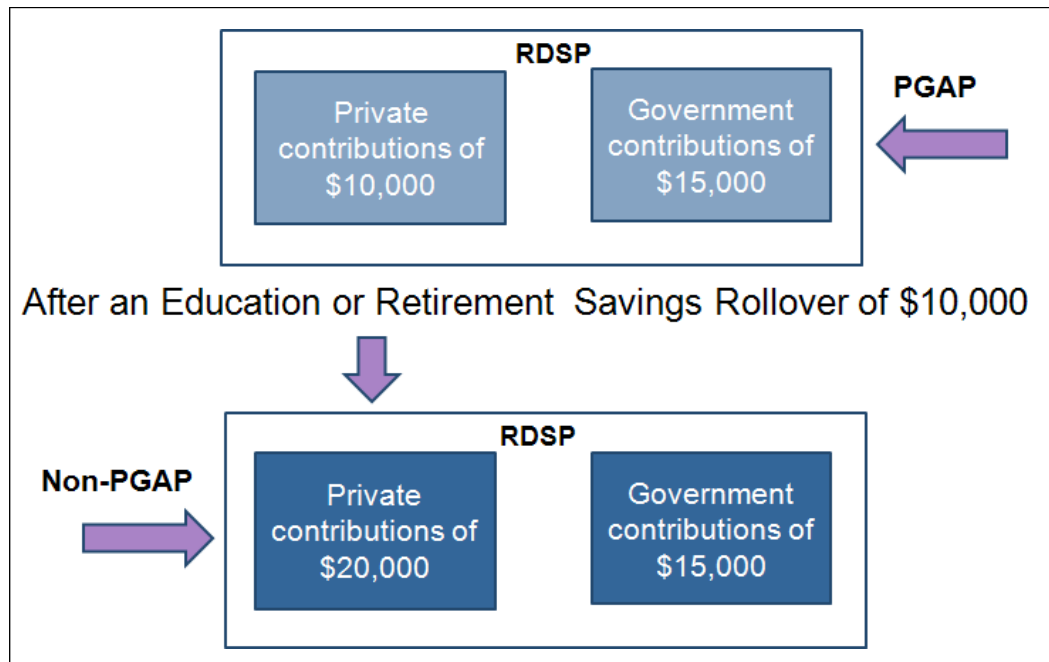 RDSP
Private
contributions of
$10,000
Government
contributions of
$15,000
PGAP
After an Education or Retirement Savings Rollover of $10,000
RDSP
Non-PGAP
Private
contributions of
$20,000
Government
contributions of
$15,000